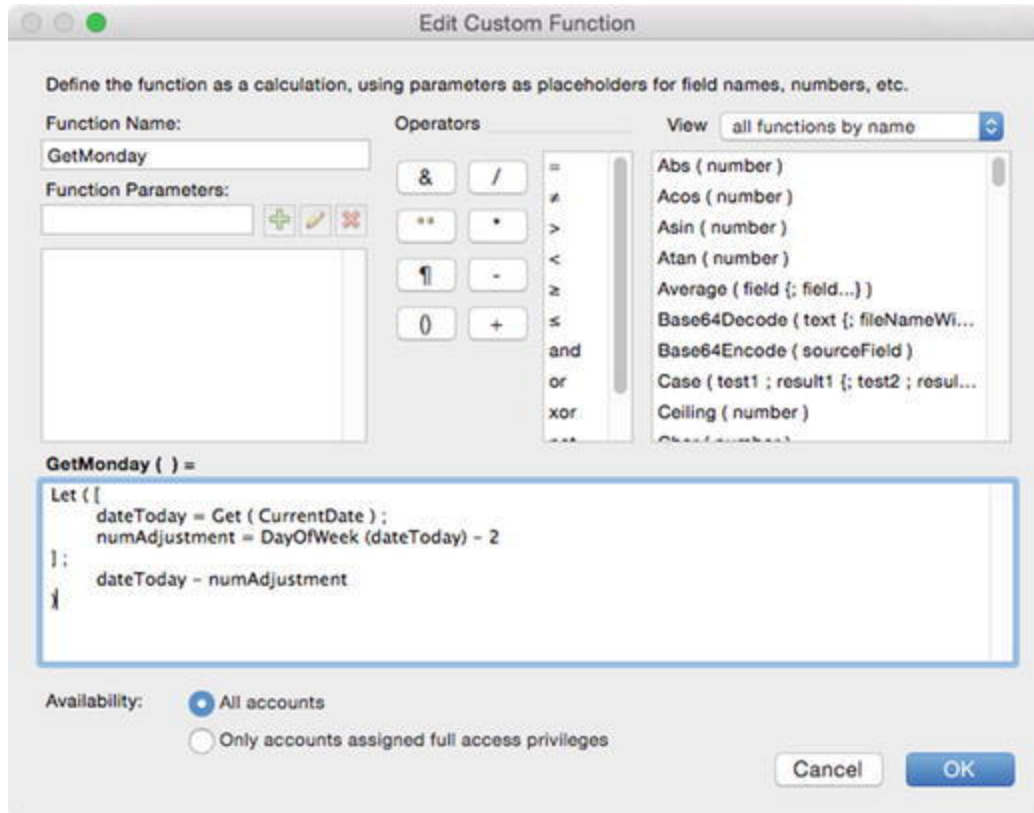 Edit Custom Function
Define the function as a calculation, using parameters as placeholders for field names, numbers, etc.
Function Name:
GetMonday
Function Parameters:
Operators
& /
"" *
¶ -
() +
=
≠
>
<
≥
≤
and
or
xor
View all functions by name
Abs ( number )
Acos ( number )
Asin ( number )
Atan ( number )
Average ( field {; field...} )
Base64Decode ( text {; fileNameWi...
Base64Encode ( sourceField )
Case ( test1 ; result1 {; test2 ; resul...
Ceiling ( number )
GetMonday ( ) =
Let ( [
dateToday = Get ( CurrentDate ) ;
numAdjustment = DayOfWeek (dateToday) - 2
] ;
dateToday - numAdjustment
)
Availability:
All accounts
Only accounts assigned full access privileges
Cancel OK